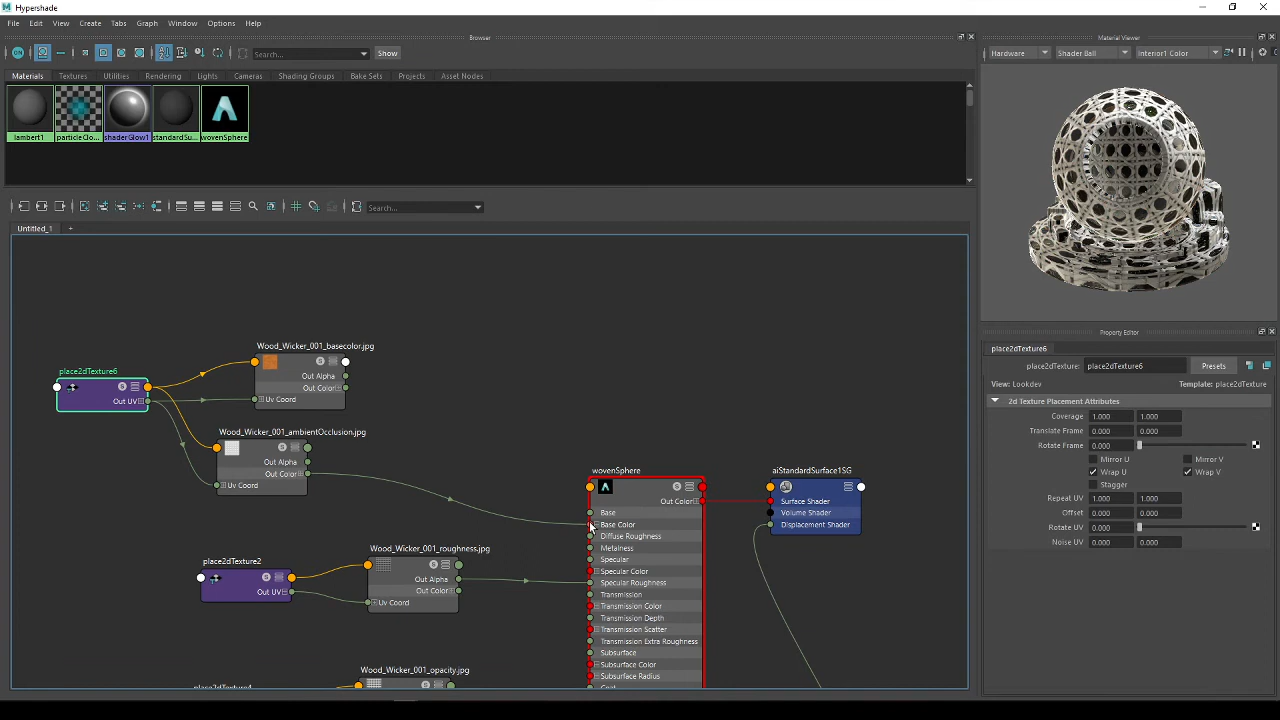 Hypershade
File Edit View Create Tabs Graph Window Options Help
Browser
Material Viewer
ON
Search...
Show
Hardware
Shader Ball
Interior1 Color
Materials Textures Utilities Rendering Lights Cameras Shading Groups Bake Sets Projects Asset Nodes
lambert1 particleClo... shaderGlow1 standardSu... wovenSphere
Search...
Untitled_1 +
Property Editor
place2dTexture6
place2dTexture: place2dTexture6 Presets
View: Lookdev Template: place2dTexture
2d Texture Placement Attributes
Coverage 1.000 1.000
Translate Frame 0.000 0.000
Rotate Frame 0.000
Mirror U Mirror V
Wrap U Wrap V
Stagger
Repeat UV 1.000 1.000
Offset 0.000 0.000
Rotate UV 0.000
Noise UV 0.000 0.000
Wood_Wicker_001_basecolor.jpg
Out Alpha
Out Color
Uv Coord
place2dTexture6
Out UV
Wood_Wicker_001_ambientOcclusion.jpg
Out Alpha
Out Color
Uv Coord
wovenSphere
Out Color
Base
Base Color
Diffuse Roughness
Metalness
Specular
Specular Color
Specular Roughness
Transmission
Transmission Color
Transmission Depth
Transmission Scatter
Transmission Extra Roughness
Subsurface
Subsurface Color
Subsurface Radius
aiStandardSurface1SG
Surface Shader
Volume Shader
Displacement Shader
Wood_Wicker_001_roughness.jpg
Out Alpha
Out Color
Uv Coord
place2dTexture2
Out UV
Wood_Wicker_001_opacity.jpg